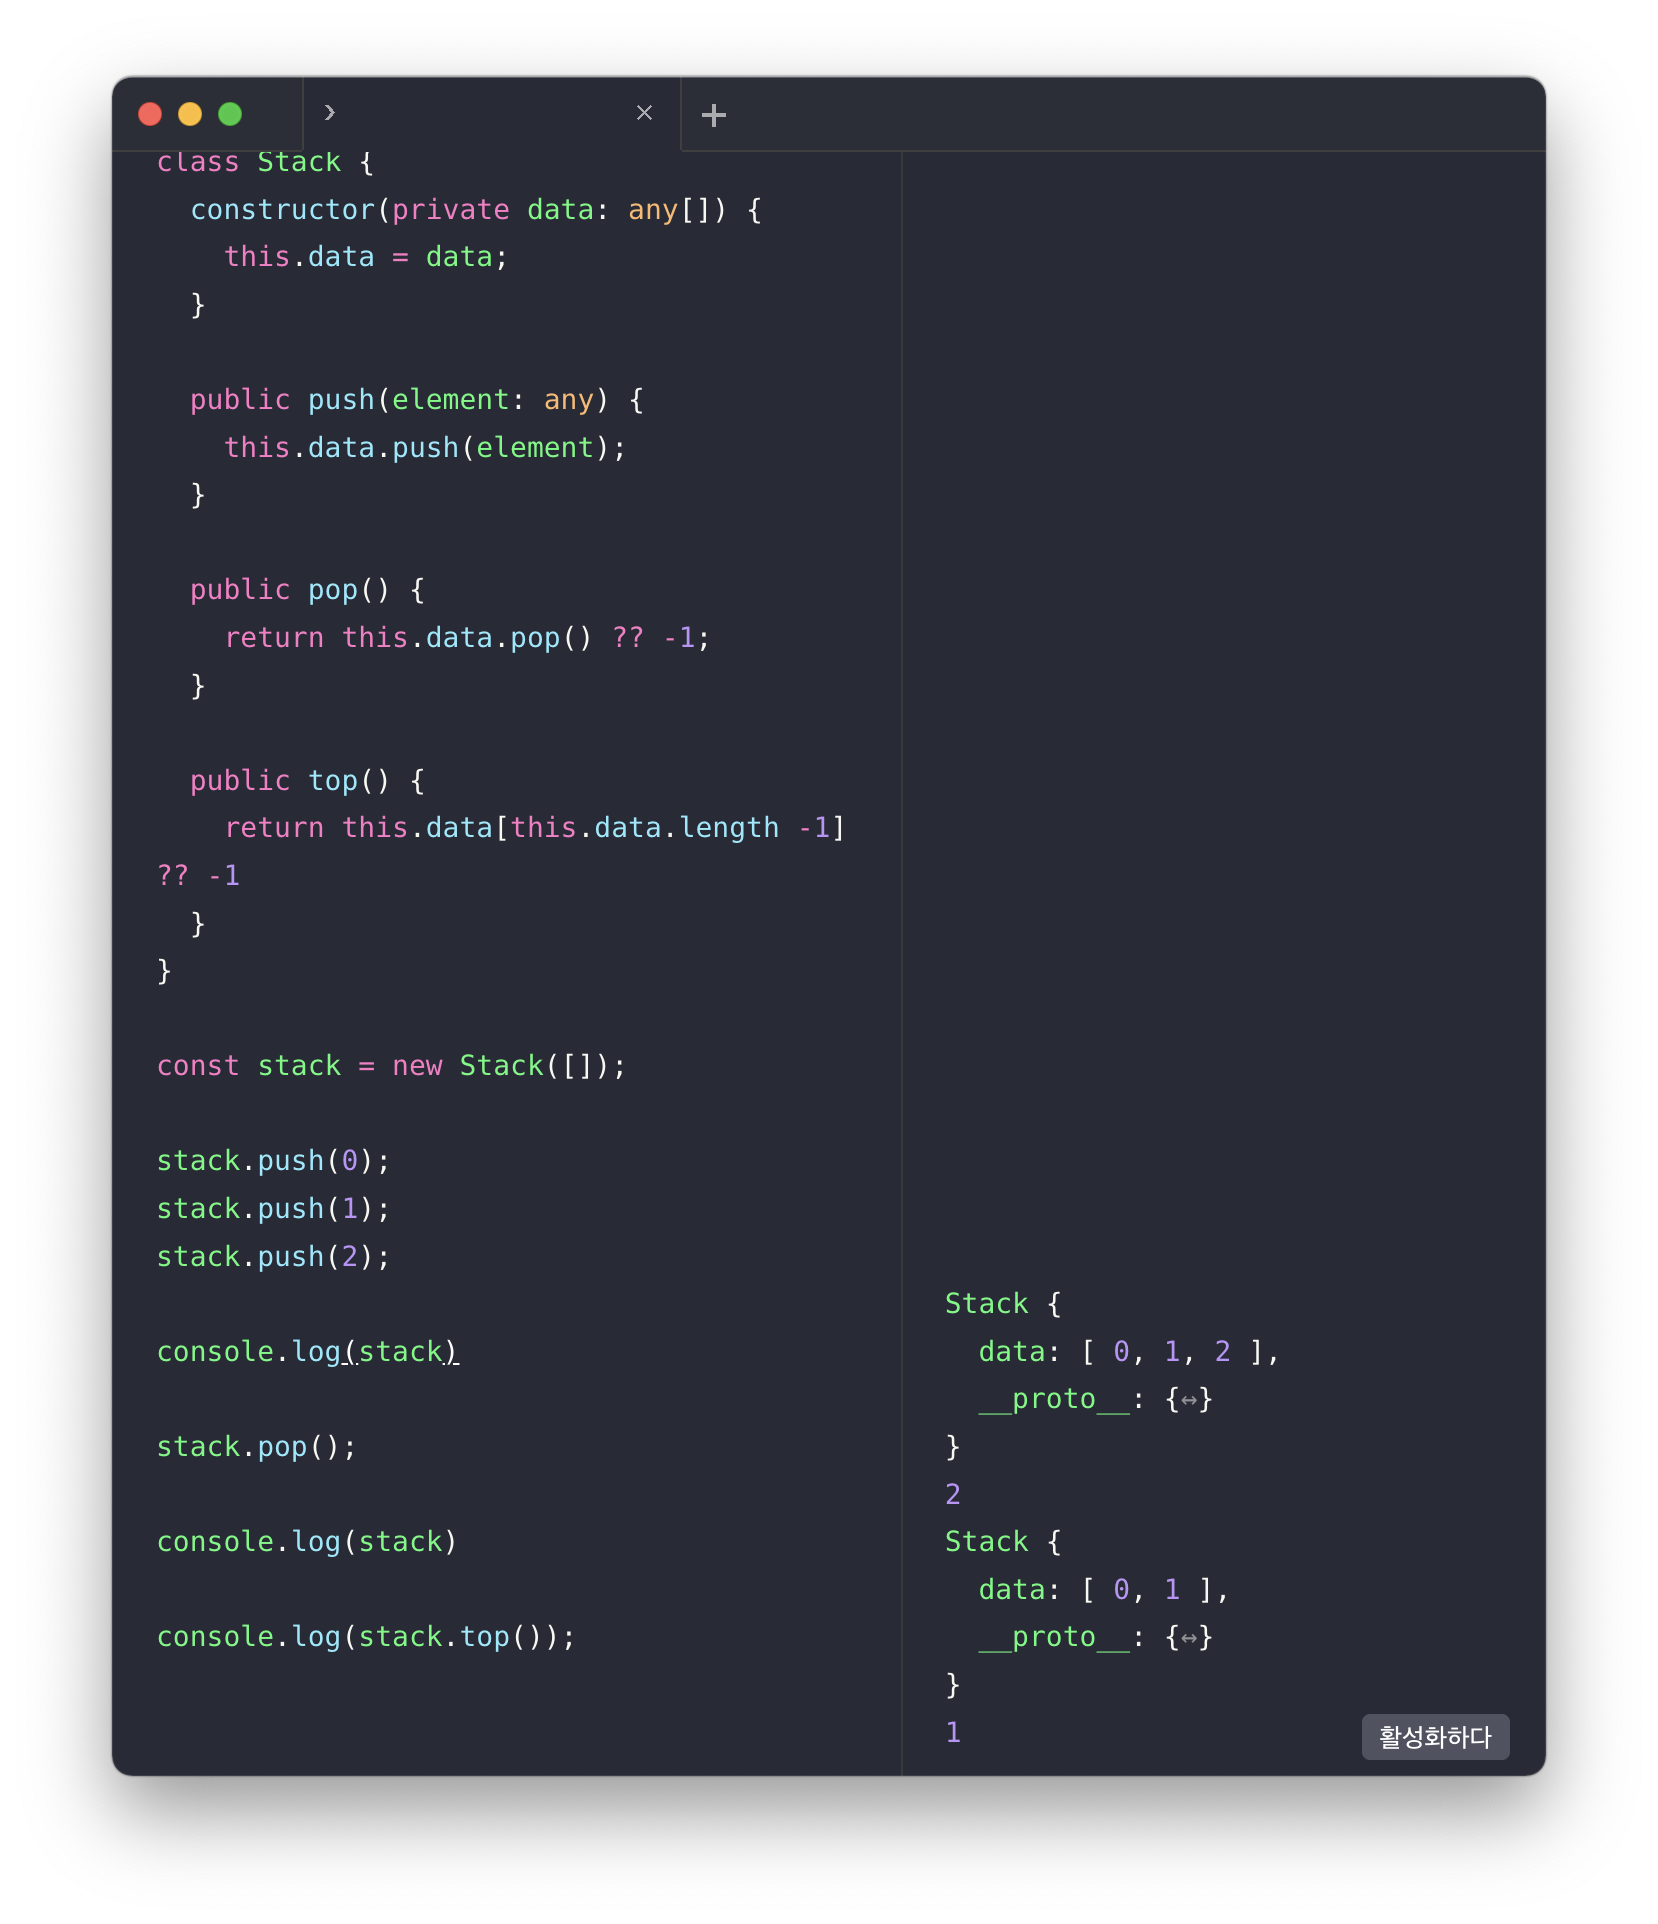 class Stack {
  constructor(private data: any[]) {
    this.data = data;
  }

  public push(element: any) {
    this.data.push(element);
  }

  public pop() {
    return this.data.pop() ?? -1;
  }

  public top() {
    return this.data[this.data.length -1]
?? -1
  }
}

const stack = new Stack([]);

stack.push(0);
stack.push(1);
stack.push(2);

console.log(stack)

stack.pop();

console.log(stack)

console.log(stack.top());

Stack {
  data: [ 0, 1, 2 ],
  __proto__: {↔}
}
2
Stack {
  data: [ 0, 1 ],
  __proto__: {↔}
}
1
활성화하다